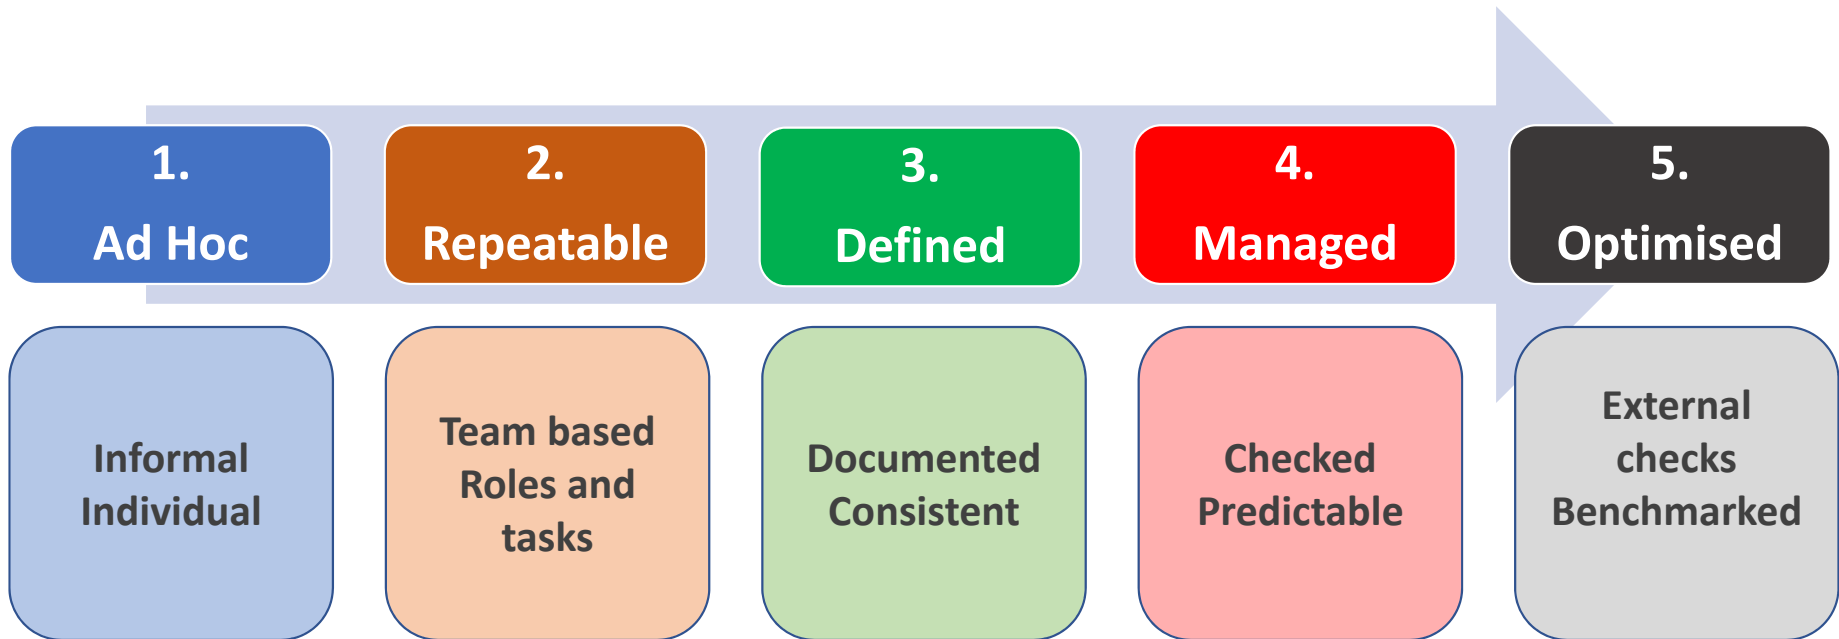 1.
Ad Hoc
2.
Repeatable
3.
Defined
4.
Managed
5.
Optimised
Informal
Individual
Team based
Roles and
tasks
Documented
Consistent
Checked
Predictable
External
checks
Benchmarked